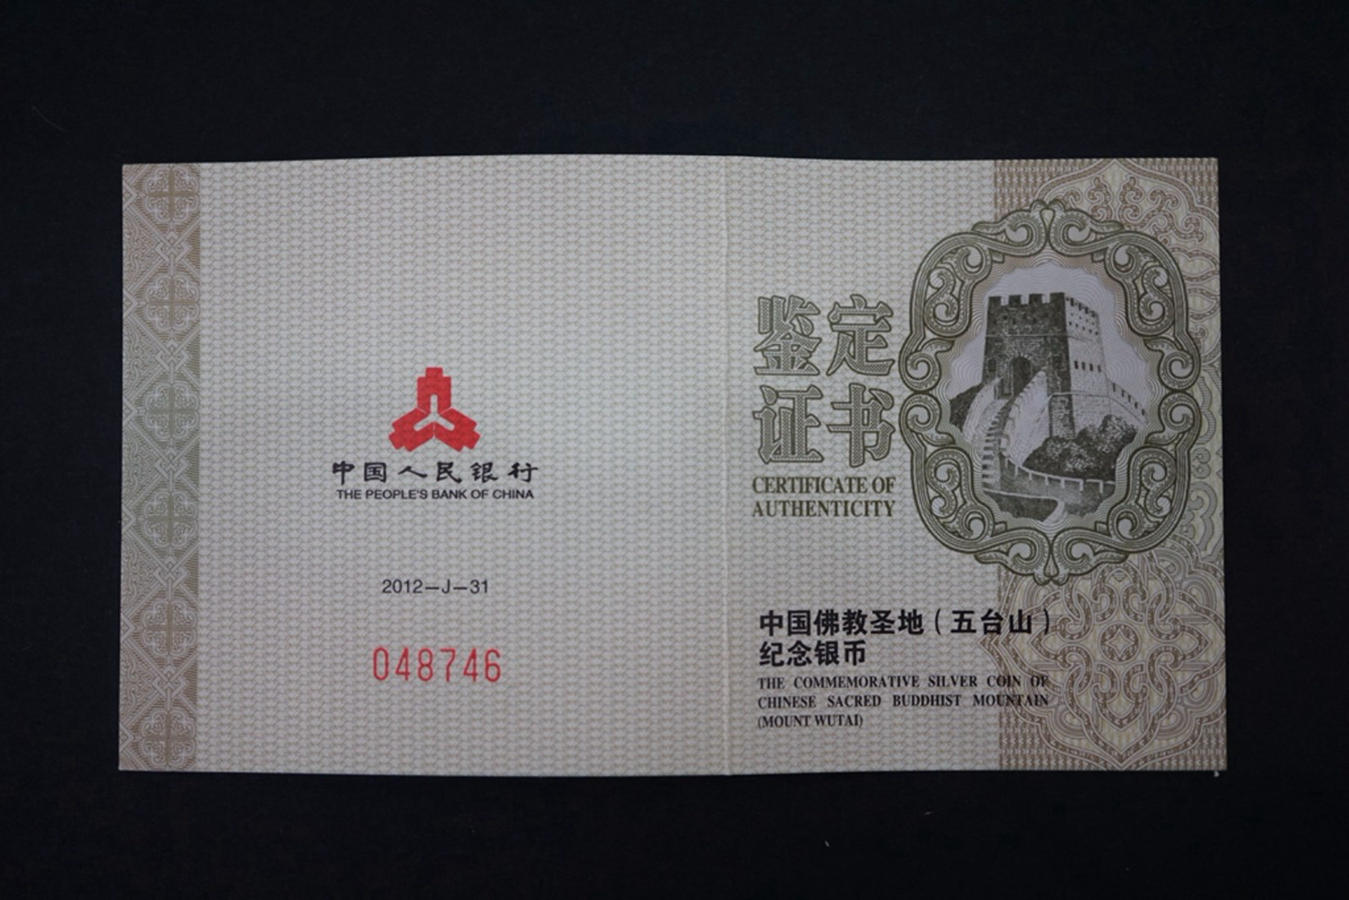 中国人民银行
THE PEOPLE'S BANK OF CHINA
2012—J—31
048746
鉴定
证书
CERTIFICATE OF
AUTHENTICITY
中国佛教圣地（五台山）
纪念银币
THE COMMEMORATIVE SILVER COIN OF
CHINESE SACRED BUDDHIST MOUNTAIN
(MOUNT WUTAI)